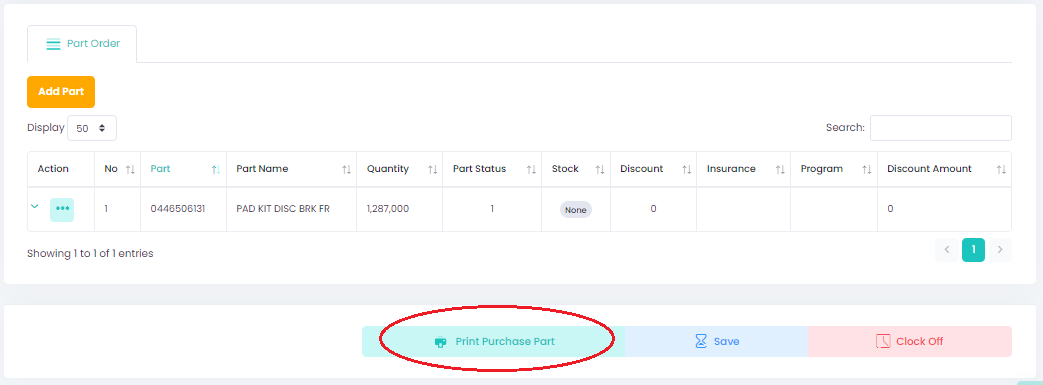 Part Order
Add Part
Display 50
Search:
Action No Part Part Name Quantity Part Status Stock Discount Insurance Program Discount Amount
1 0446506131 PAD KIT DISC BRK FR 1,287,000 1 None 0 0
Showing 1 to 1 of 1 entries
1
Print Purchase Part Save Clock Off